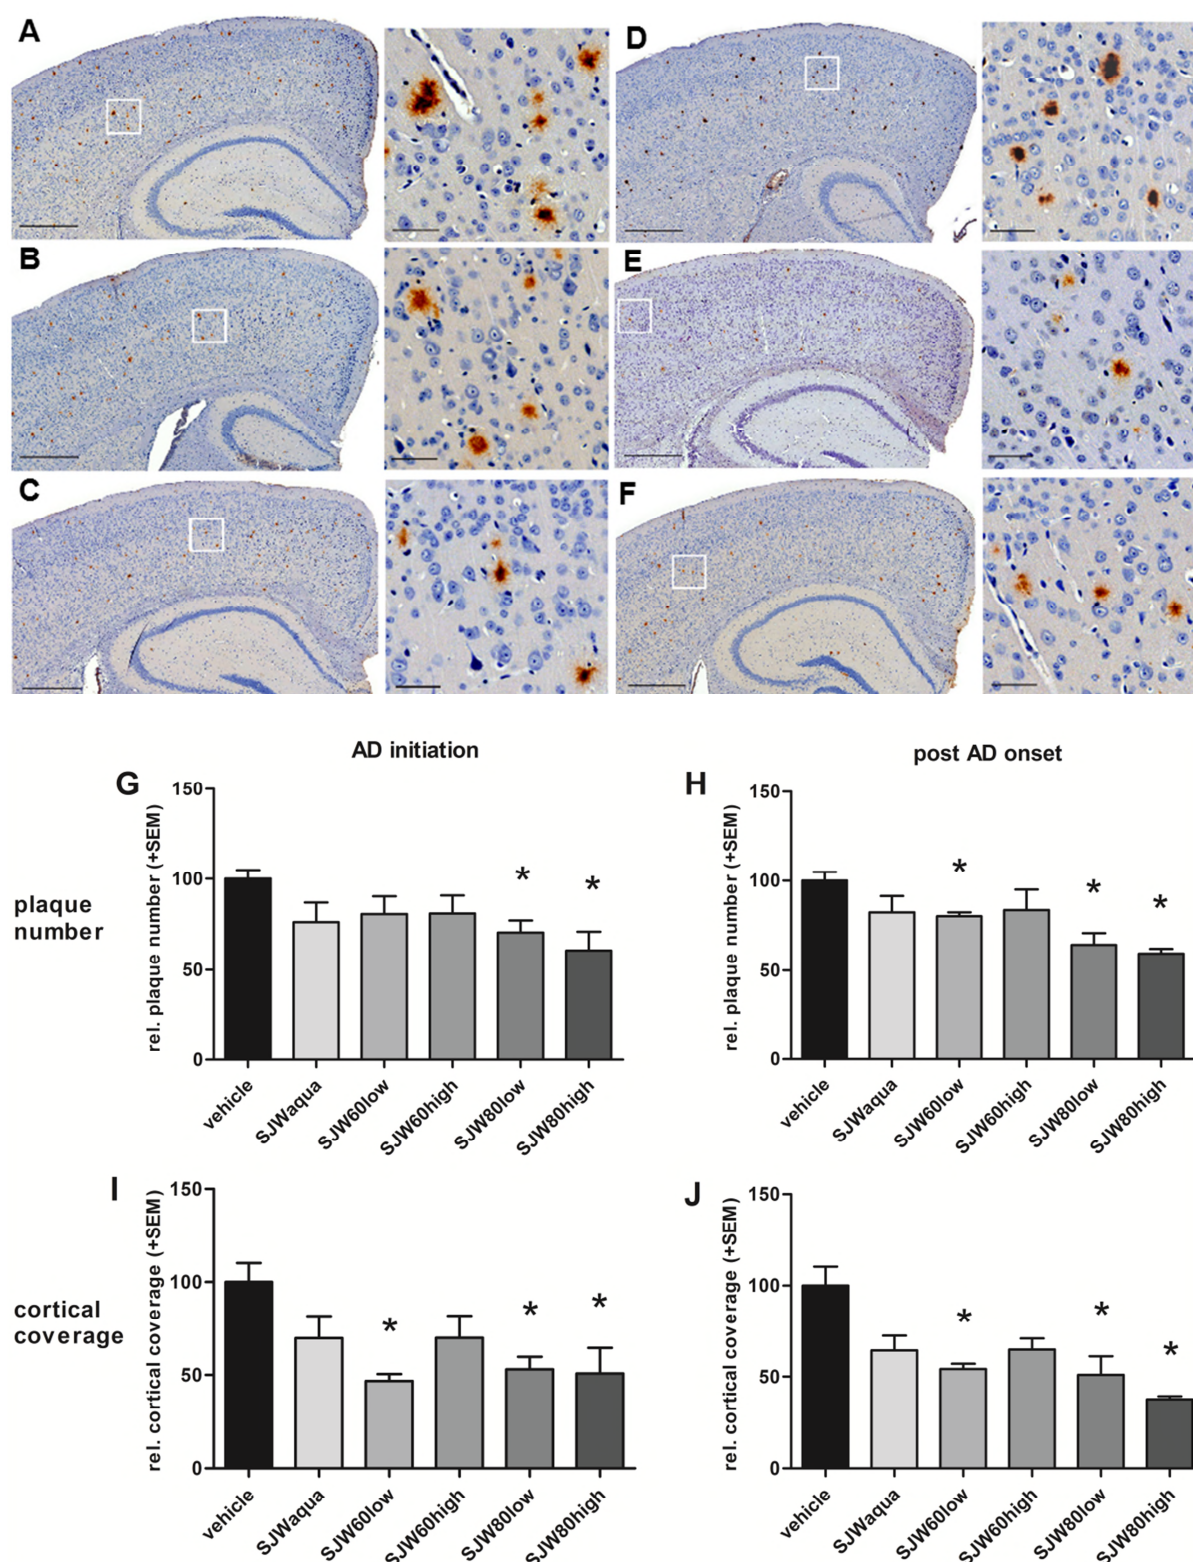 A
D
B
E
C
F
AD initiation
post AD onset
plaque
number
G
rel. plaque number (+SEM)
150
100
50
0
vehicle
SJWaqua
SJW60low
SJW60high
SJW80low
SJW80high
*
*
H
rel. plaque number (+SEM)
150
100
50
0
vehicle
SJWaqua
SJW60low
SJW60high
SJW80low
SJW80high
*
*
*
cortical
coverage
I
rel. cortical coverage (+SEM)
150
100
50
0
vehicle
SJWaqua
SJW60low
SJW60high
SJW80low
SJW80high
*
*
*
J
rel. cortical coverage (+SEM)
150
100
50
0
vehicle
SJWaqua
SJW60low
SJW60high
SJW80low
SJW80high
*
*
*